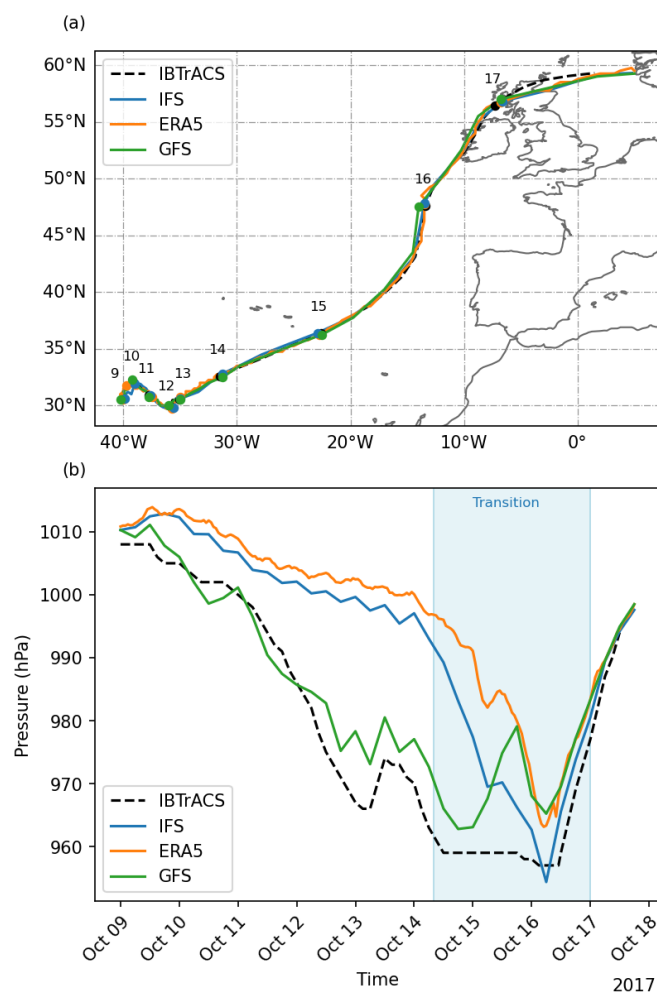 (a)
60°N
55°N
50°N
45°N
40°N
35°N
30°N
IBTrACS
IFS
ERA5
GFS
9
10
11
12
13
14
15
16
17
40°W
30°W
20°W
10°W
0°
(b)
Transition
Pressure (hPa)
1010
1000
990
980
970
960
IBTrACS
IFS
ERA5
GFS
Oct 09
Oct 10
Oct 11
Oct 12
Oct 13
Oct 14
Oct 15
Oct 16
Oct 17
Oct 18
Time
2017